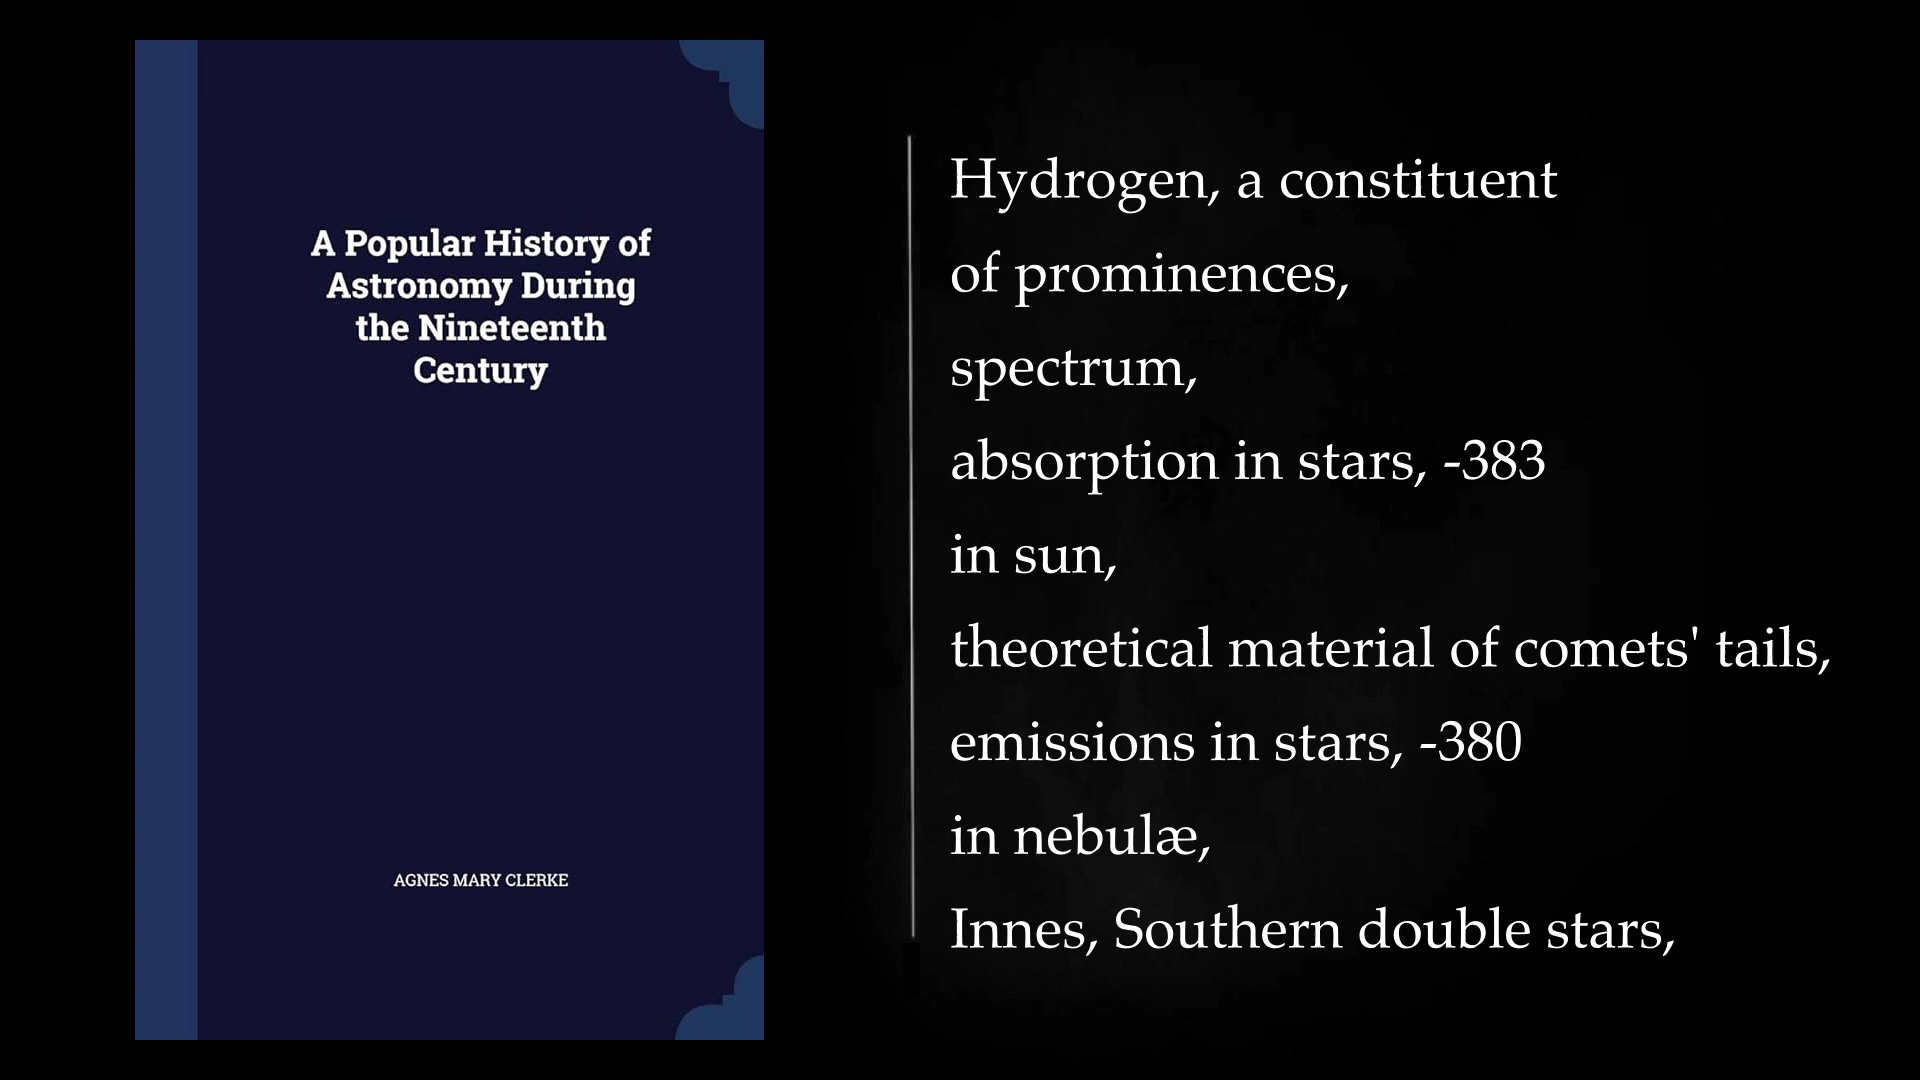 A Popular History of
Astronomy During
the Nineteenth
Century
AGNES MARY CLERKE
Hydrogen, a constituent
of prominences,
spectrum,
absorption in stars, -383
in sun,
theoretical material of comets' tails,
emissions in stars, -380
in nebulæ,
Innes, Southern double stars,